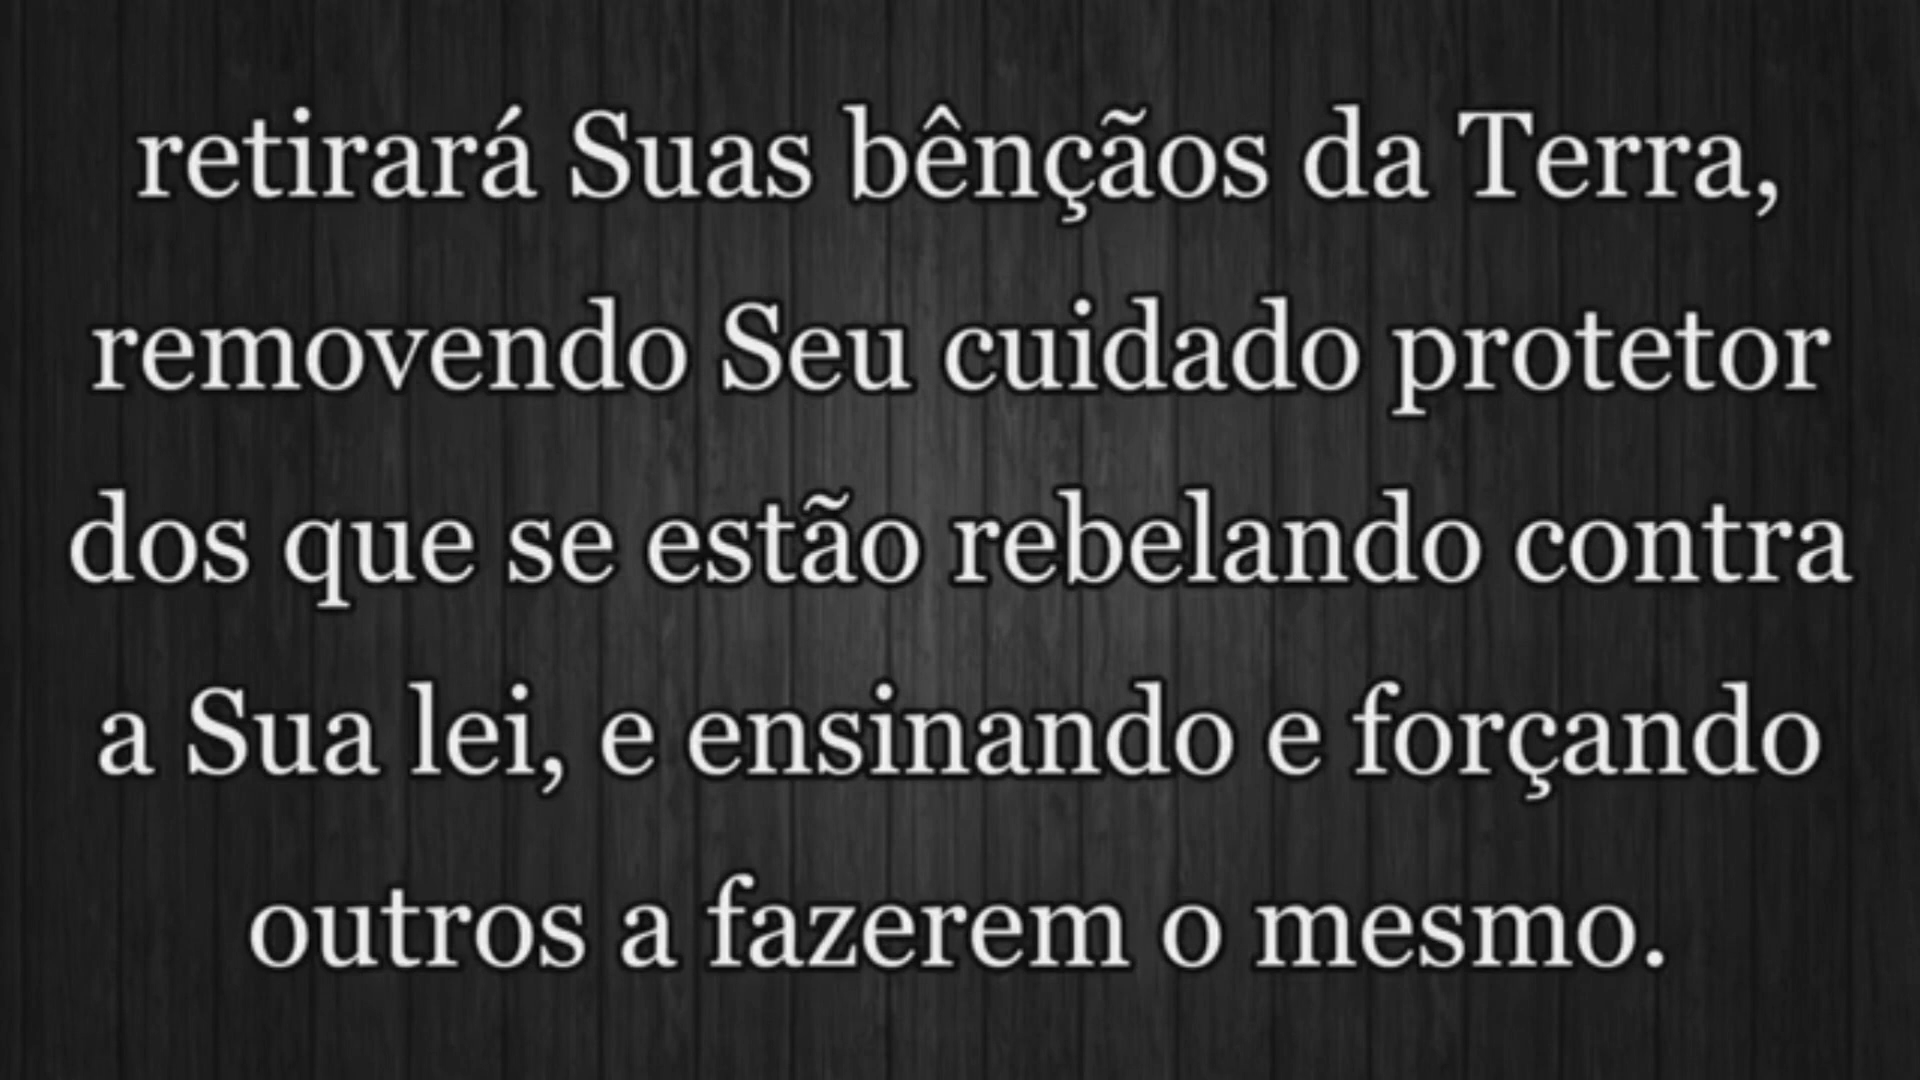 retirará Suas bênçãos da Terra,
removendo Seu cuidado protetor
dos que se estão rebelando contra
a Sua lei, e ensinando e forçando
outros a fazerem o mesmo.